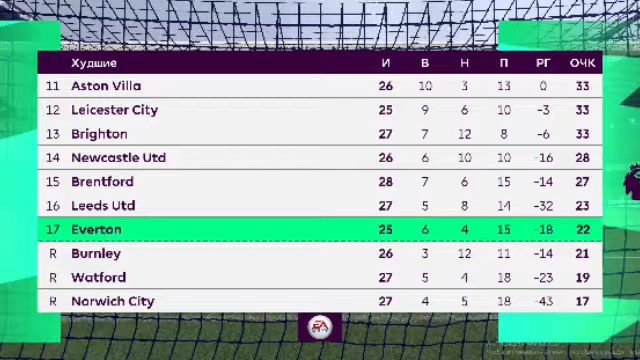 Худшие И В Н П РГ ОЧК
11 Aston Villa 26 10 3 13 0 33
12 Leicester City 25 9 6 10 -3 33
13 Brighton 27 7 12 8 -6 33
14 Newcastle Utd 26 6 10 10 -16 28
15 Brentford 28 7 6 15 -14 27
16 Leeds Utd 27 5 8 14 -32 23
17 Everton 25 6 4 15 -18 22
R Burnley 26 3 12 11 -14 21
R Watford 27 5 4 18 -23 19
R Norwich City 27 4 5 18 -43 17
EA